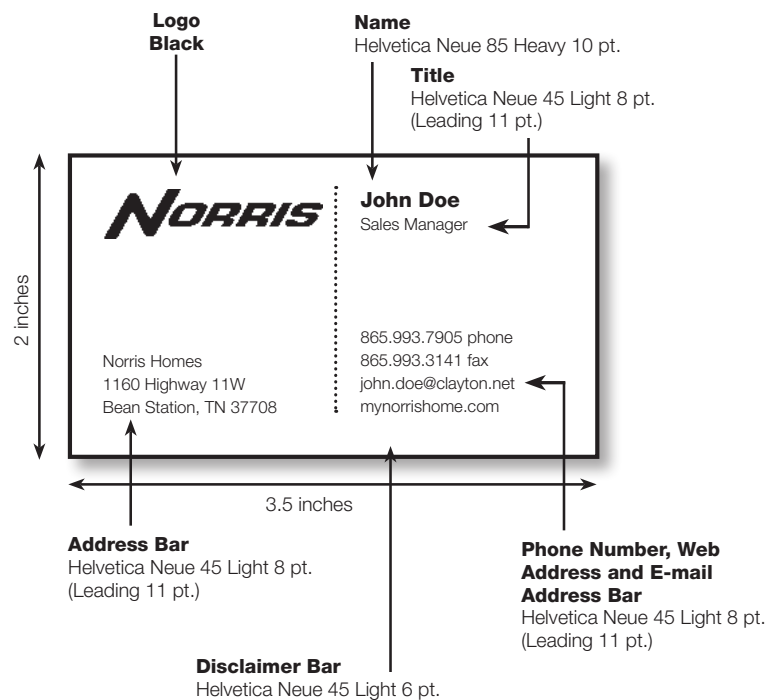 Logo
Black
Name
Helvetica Neue 85 Heavy 10 pt.
Title
Helvetica Neue 45 Light 8 pt.
(Leading 11 pt.)
NORRIS
John Doe
Sales Manager
2 inches
865.993.7905 phone
865.993.3141 fax
john.doe@clayton.net
mynorrishome.com
Norris Homes
1160 Highway 11W
Bean Station, TN 37708
3.5 inches
Address Bar
Helvetica Neue 45 Light 8 pt.
(Leading 11 pt.)
Phone Number, Web
Address and E-mail
Address Bar
Helvetica Neue 45 Light 8 pt.
(Leading 11 pt.)
Disclaimer Bar
Helvetica Neue 45 Light 6 pt.